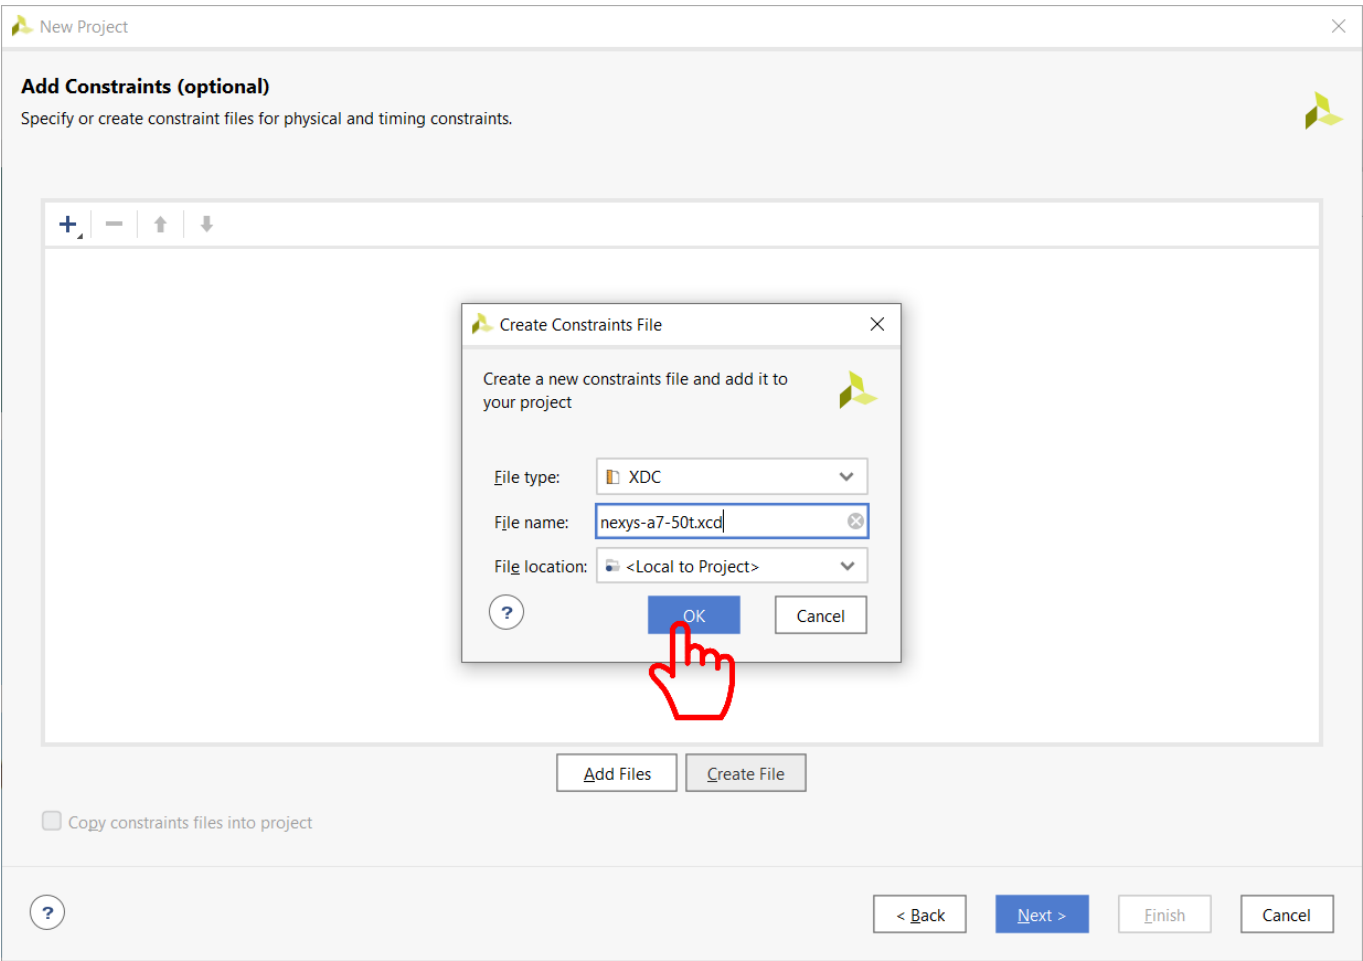 New Project
Add Constraints (optional)
Specify or create constraint files for physical and timing constraints.
Create Constraints File
Create a new constraints file and add it to
your project
File type: XDC
File name: nexys-a7-50t.xcd
File location: <Local to Project>
? OK Cancel
Add Files Create File
Copy constraints files into project
? < Back Next > Finish Cancel